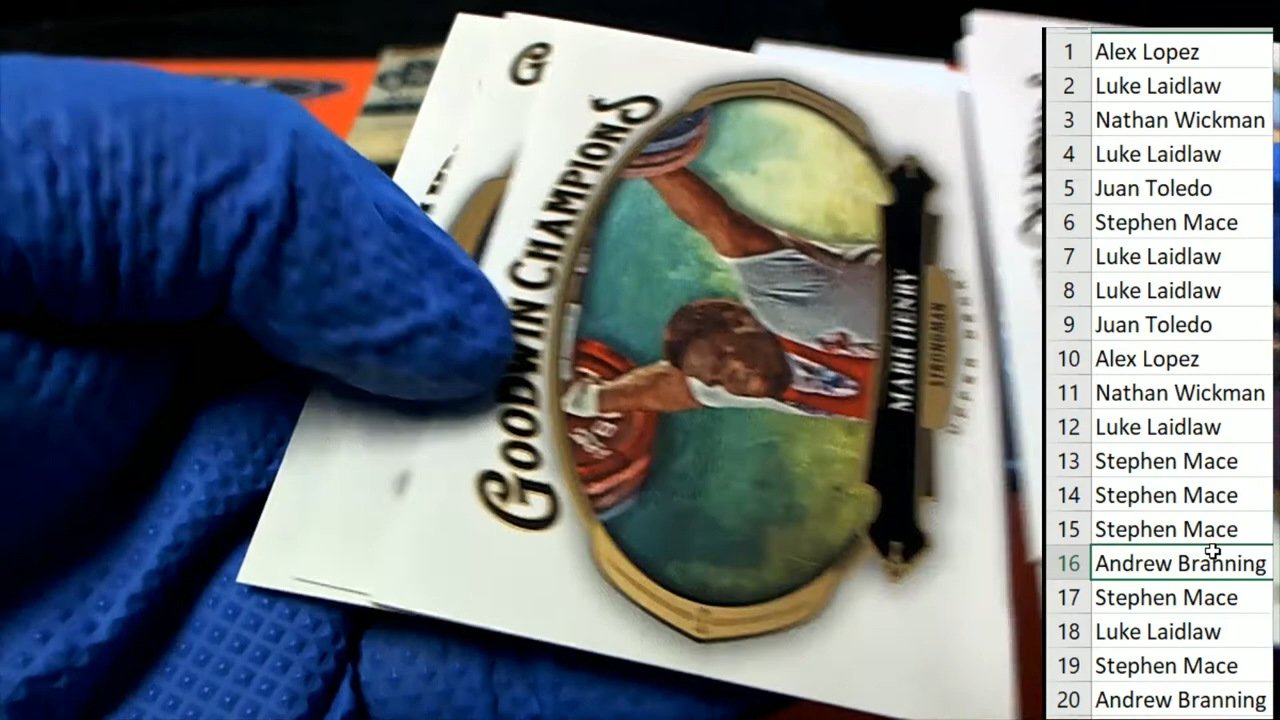 G
GOODWIN CHAMPIONS
MARK HENRY
STRONGMAN
UPPER DECK
1 Alex Lopez
2 Luke Laidlaw
3 Nathan Wickman
4 Luke Laidlaw
5 Juan Toledo
6 Stephen Mace
7 Luke Laidlaw
8 Luke Laidlaw
9 Juan Toledo
10 Alex Lopez
11 Nathan Wickman
12 Luke Laidlaw
13 Stephen Mace
14 Stephen Mace
15 Stephen Mace
16 Andrew Branning
17 Stephen Mace
18 Luke Laidlaw
19 Stephen Mace
20 Andrew Branning